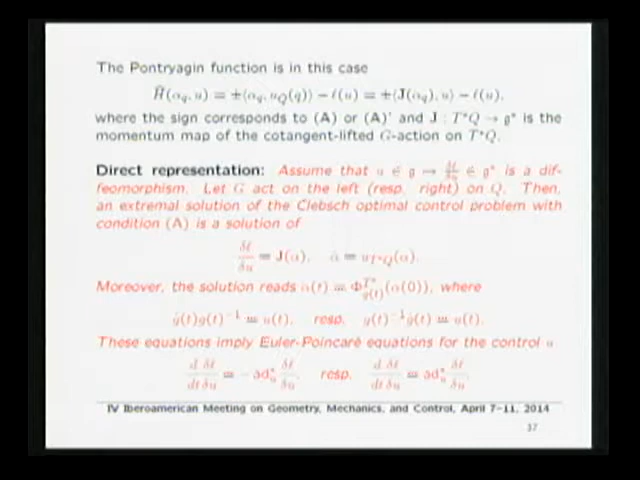 The Pontryagin function is in this case
Ĥ(α_q, u) = ±⟨α_q, u_Q(q)⟩ − ℓ(u) = ±⟨J(α_q), u⟩ − ℓ(u),
where the sign corresponds to (A) or (A)′ and J : T*Q → g* is the
momentum map of the cotangent-lifted G-action on T*Q.
Direct representation: Assume that u ∈ g ↦ δℓ/δu ∈ g* is a dif-
feomorphism. Let G act on the left (resp. right) on Q. Then,
an extremal solution of the Clebsch optimal control problem with
condition (A) is a solution of
δℓ/δu = J(α), α̇ = u_{T*Q}(α).
Moreover, the solution reads α(t) = Φ^{T*}_{g(t)}(α(0)), where
ġ(t)g(t)⁻¹ = u(t), resp. g(t)⁻¹ġ(t) = u(t).
These equations imply Euler-Poincaré equations for the control u
d/dt δℓ/δu = − ad*_u δℓ/δu, resp. d/dt δℓ/δu = ad*_u δℓ/δu.
IV Iberoamerican Meeting on Geometry, Mechanics, and Control, April 7-11, 2014
37